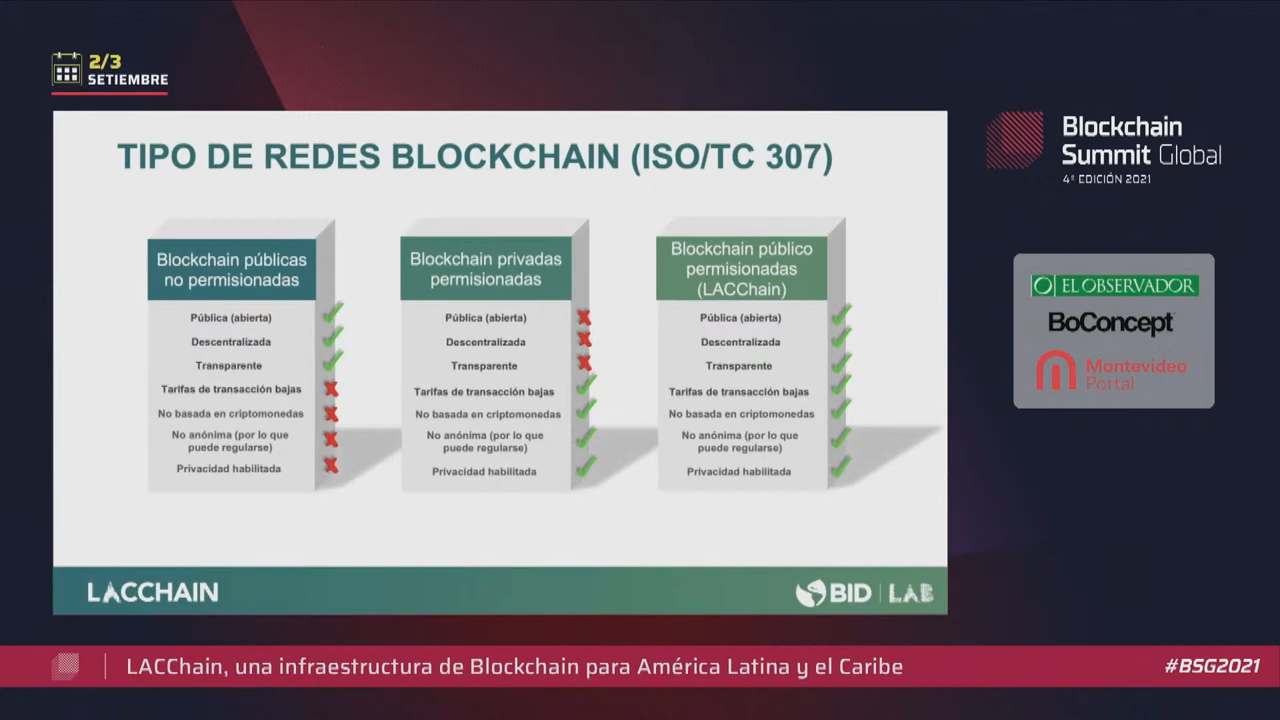 2/3
SETIEMBRE
TIPO DE REDES BLOCKCHAIN (ISO/TC 307)
Blockchain públicas
no permisionadas
Pública (abierta)
Descentralizada
Transparente
Tarifas de transacción bajas
No basada en criptomonedas
No anónima (por lo que
puede regularse)
Privacidad habilitada
Blockchain privadas
permisionadas
Pública (abierta)
Descentralizada
Transparente
Tarifas de transacción bajas
No basada en criptomonedas
No anónima (por lo que
puede regularse)
Privacidad habilitada
Blockchain público
permisionadas
(LACChain)
Pública (abierta)
Descentralizada
Transparente
Tarifas de transacción bajas
No basada en criptomonedas
No anónima (por lo que
puede regularse)
Privacidad habilitada
LACCHAIN
BID | LAB
Blockchain
Summit Global
4ª EDICIÓN 2021
EL OBSERVADOR
BoConcept
Montevideo
Portal
LACChain, una infraestructura de Blockchain para América Latina y el Caribe
#BSG2021